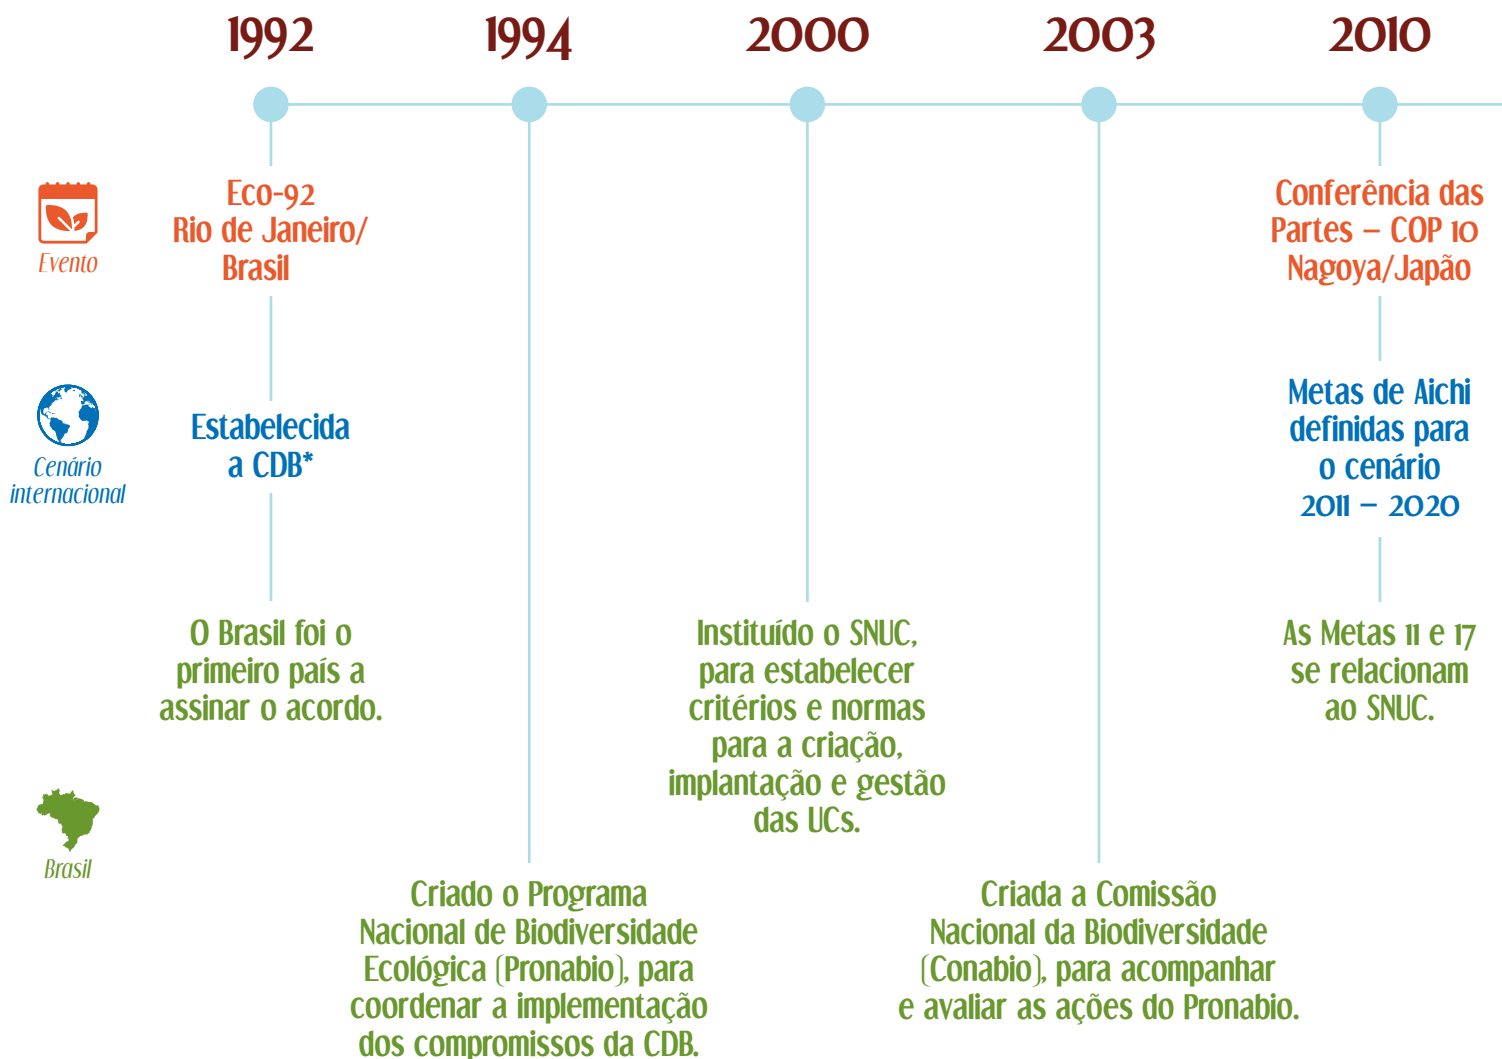 1992
1994
2000
2003
2010
Evento
Eco-92
Rio de Janeiro/
Brasil
Conferência das
Partes – COP 10
Nagoya/Japão
Cenário
internacional
Estabelecida
a CDB*
Metas de Aichi
definidas para
o cenário
2011 – 2020
Brasil
O Brasil foi o
primeiro país a
assinar o acordo.
Criado o Programa
Nacional de Biodiversidade
Ecológica (Pronabio), para
coordenar a implementação
dos compromissos da CDB.
Instituído o SNUC,
para estabelecer
critérios e normas
para a criação,
implantação e gestão
das UCs.
Criada a Comissão
Nacional da Biodiversidade
(Conabio), para acompanhar
e avaliar as ações do Pronabio.
As Metas 11 e 17
se relacionam
ao SNUC.